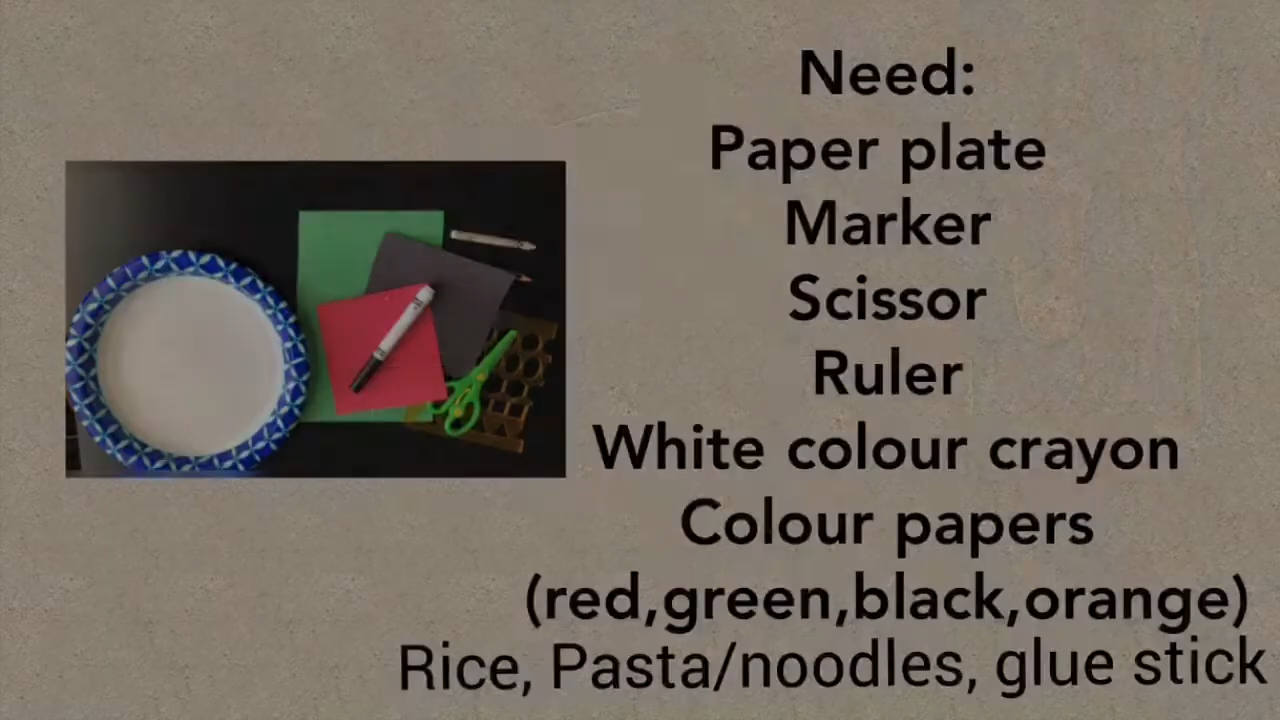 Need:
Paper plate
Marker
Scissor
Ruler
White colour crayon
Colour papers
(red,green,black,orange)
Rice, Pasta/noodles, glue stick